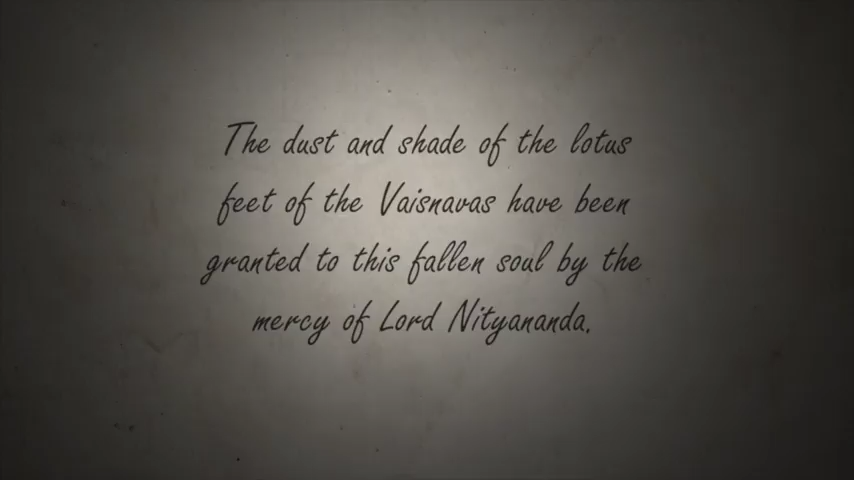 The dust and shade of the lotus
feet of the Vaisnavas have been
granted to this fallen soul by the
mercy of Lord Nityananda.